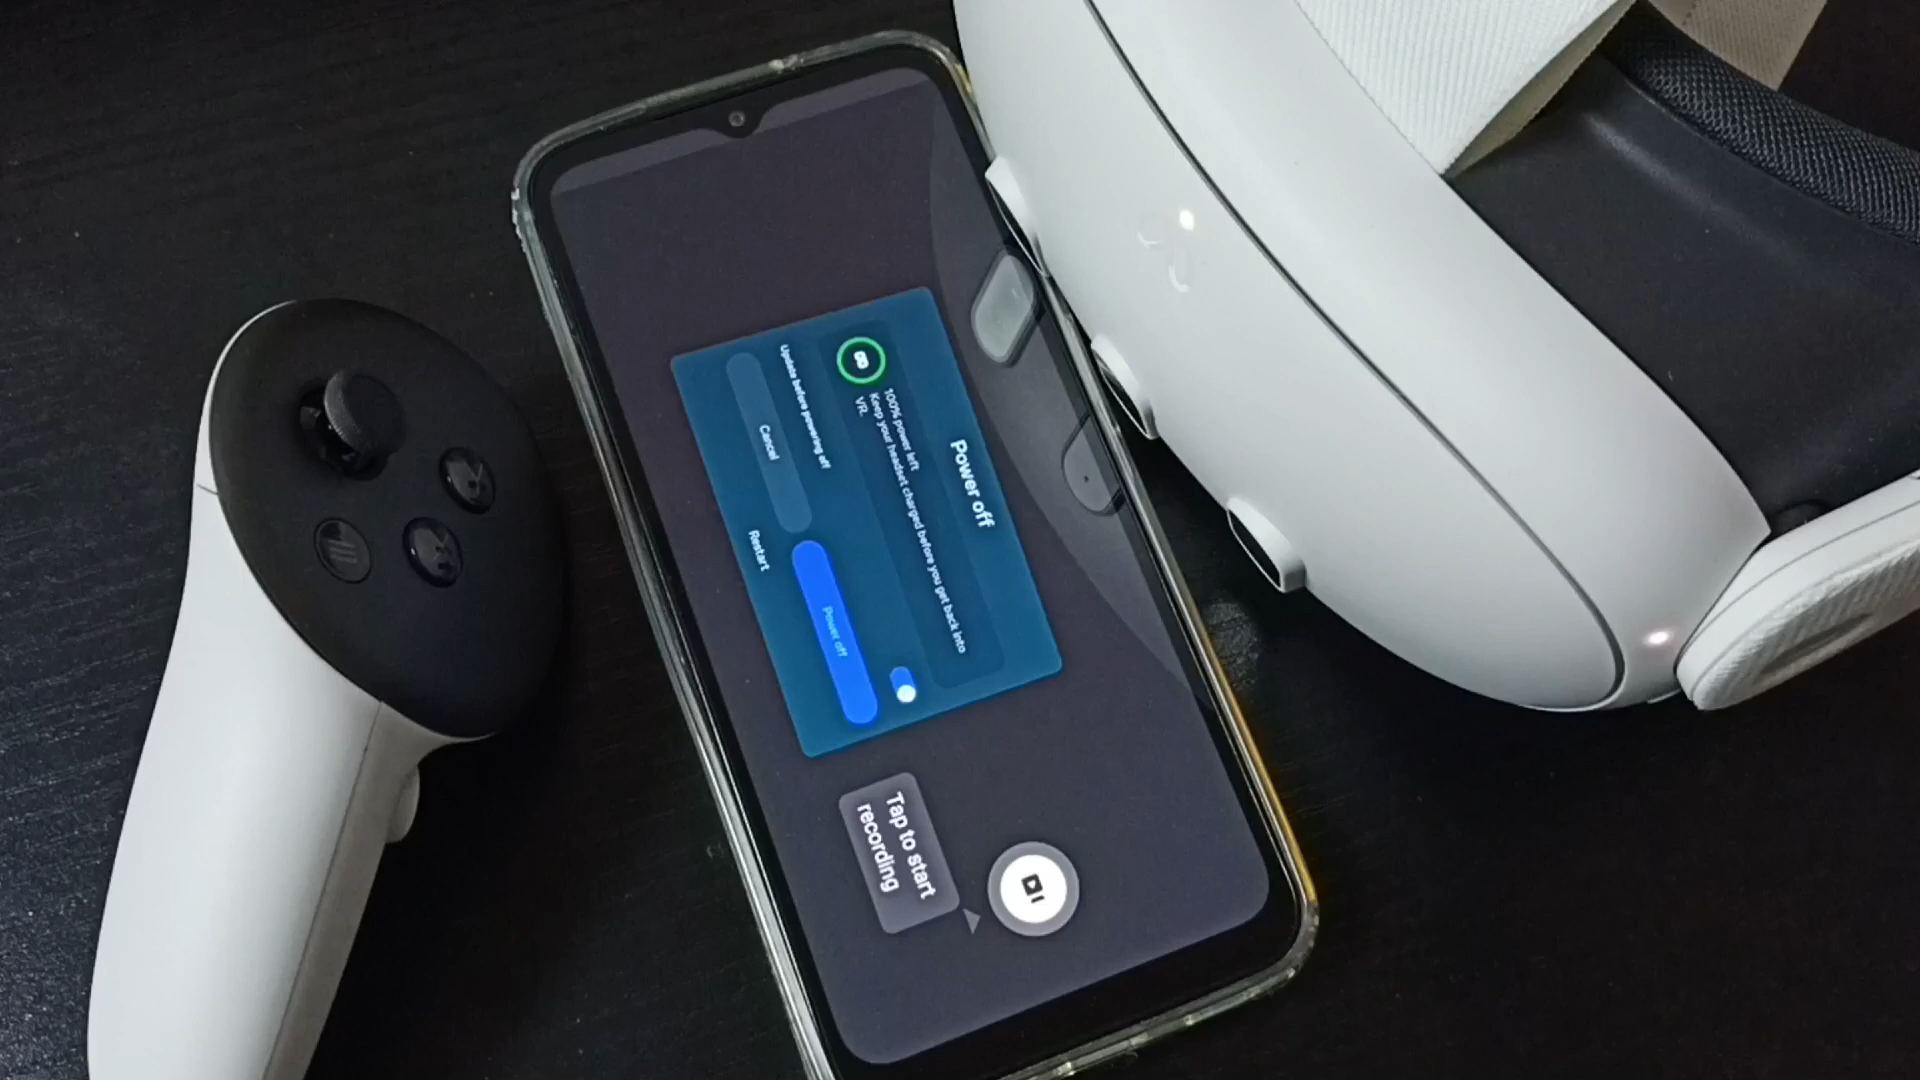 Power off
100% power left
Keep your headset charged before you get back into
VR.
Update before powering off
Cancel
Power off
Restart
Tap to start
recording